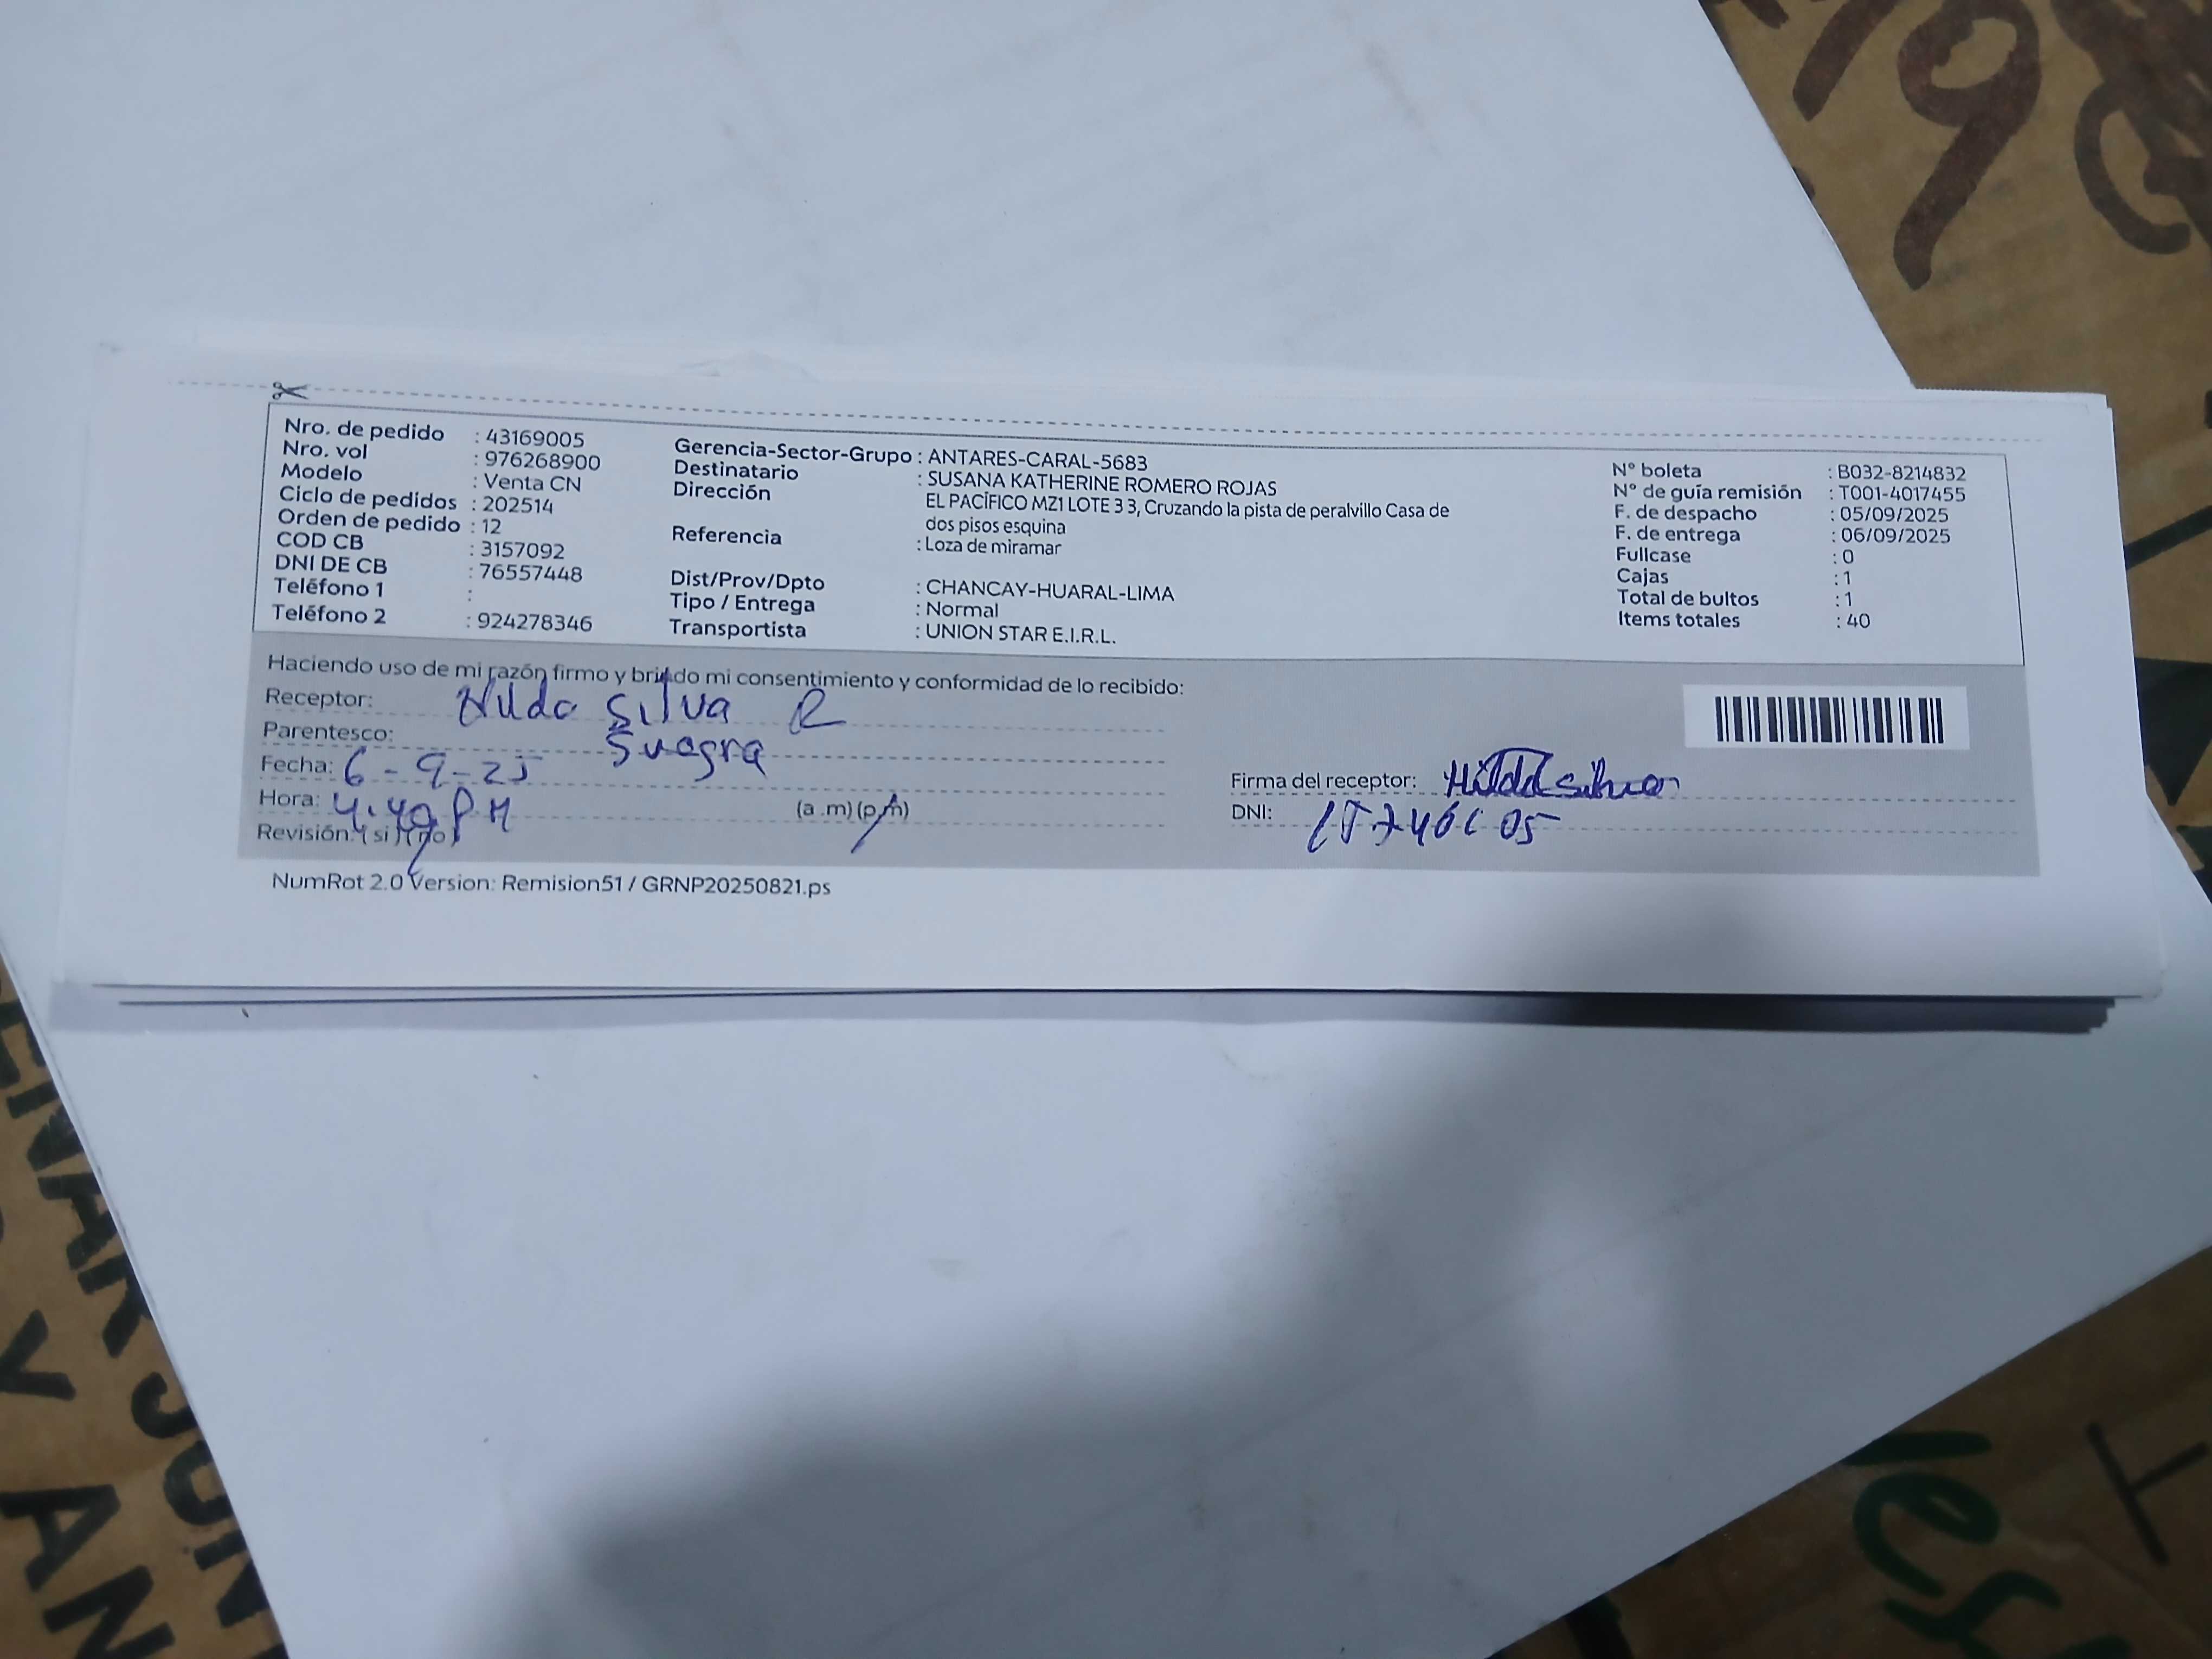 Nro. de pedido : 43169005
Nro. vol : 976268900
Modelo : Venta CN
Ciclo de pedidos : 202514
Orden de pedido : 12
COD CB : 3157092
DNI DE CB : 76557448
Teléfono 1 :
Teléfono 2 : 924278346
Gerencia-Sector-Grupo : ANTARES-CARAL-5683
Destinatario : SUSANA KATHERINE ROMERO ROJAS
Dirección EL PACÍFICO MZ1 LOTE 3 3, Cruzando la pista de peralvillo Casa de
dos pisos esquina
Referencia : Loza de miramar
Dist/Prov/Dpto : CHANCAY-HUARAL-LIMA
Tipo / Entrega : Normal
Transportista : UNION STAR E.I.R.L.
N° boleta : B032-8214832
N° de guía remisión : T001-4017455
F. de despacho : 05/09/2025
F. de entrega : 06/09/2025
Fullcase : 0
Cajas : 1
Total de bultos : 1
Items totales : 40
Haciendo uso de mi razón firmo y brindo mi consentimiento y conformidad de lo recibido:
Receptor: Hilda Silva R
Parentesco: Suegra
Fecha: 6-9-25
Hora: 4:40 PM (a.m) (p.m)
Revisión: (si) (no)
Firma del receptor: Hilda Silva
DNI:
NumRot 2.0 Version: Remision51 / GRNP20250821.ps